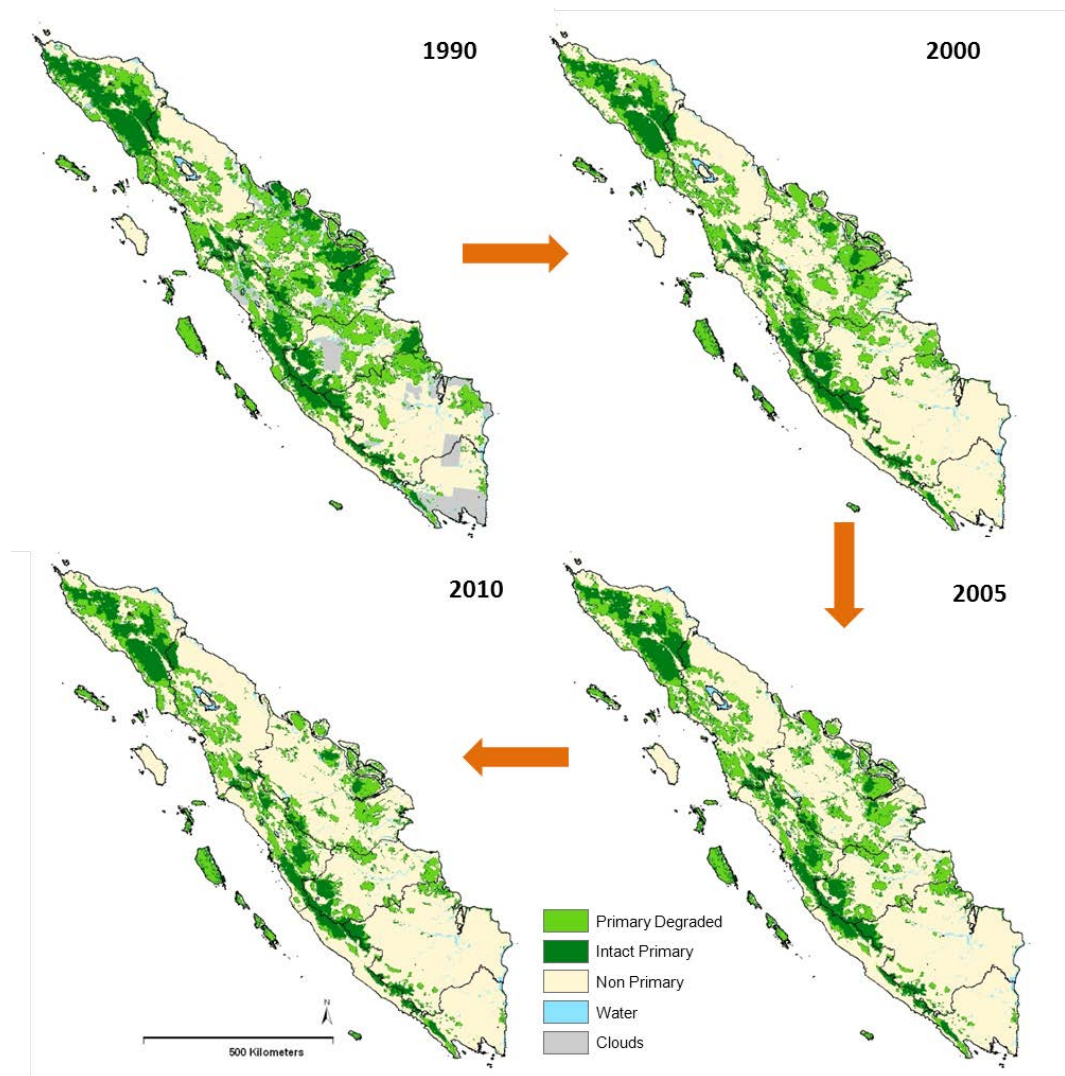 1990
2000
2010
2005
Primary Degraded
Intact Primary
Non Primary
Water
Clouds
N
500 Kilometers